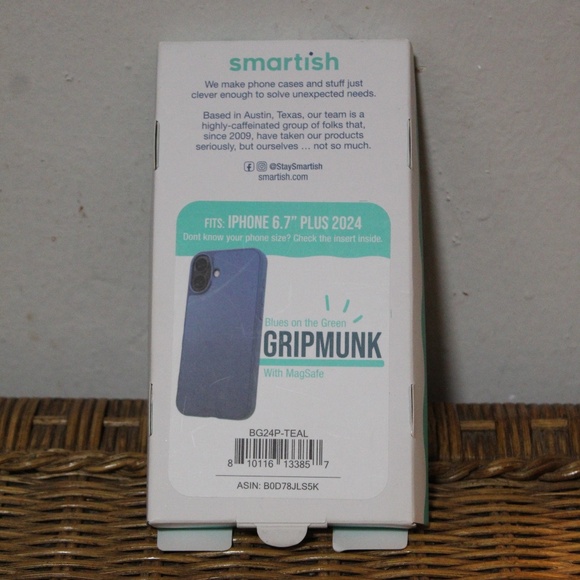 smartish
We make phone cases and stuff just
clever enough to solve unexpected needs.
Based in Austin, Texas, our team is a
highly-caffeinated group of folks that,
since 2009, have taken our products
seriously, but ourselves ... not so much.
@StaySmartish
smartish.com
FITS: IPHONE 6.7" PLUS 2024
Dont know your phone size? Check the insert inside.
Blues on the Green
GRIPMUNK
With MagSafe
BG24P-TEAL
8 10116 13385 7
ASIN: B0D78JLS5K